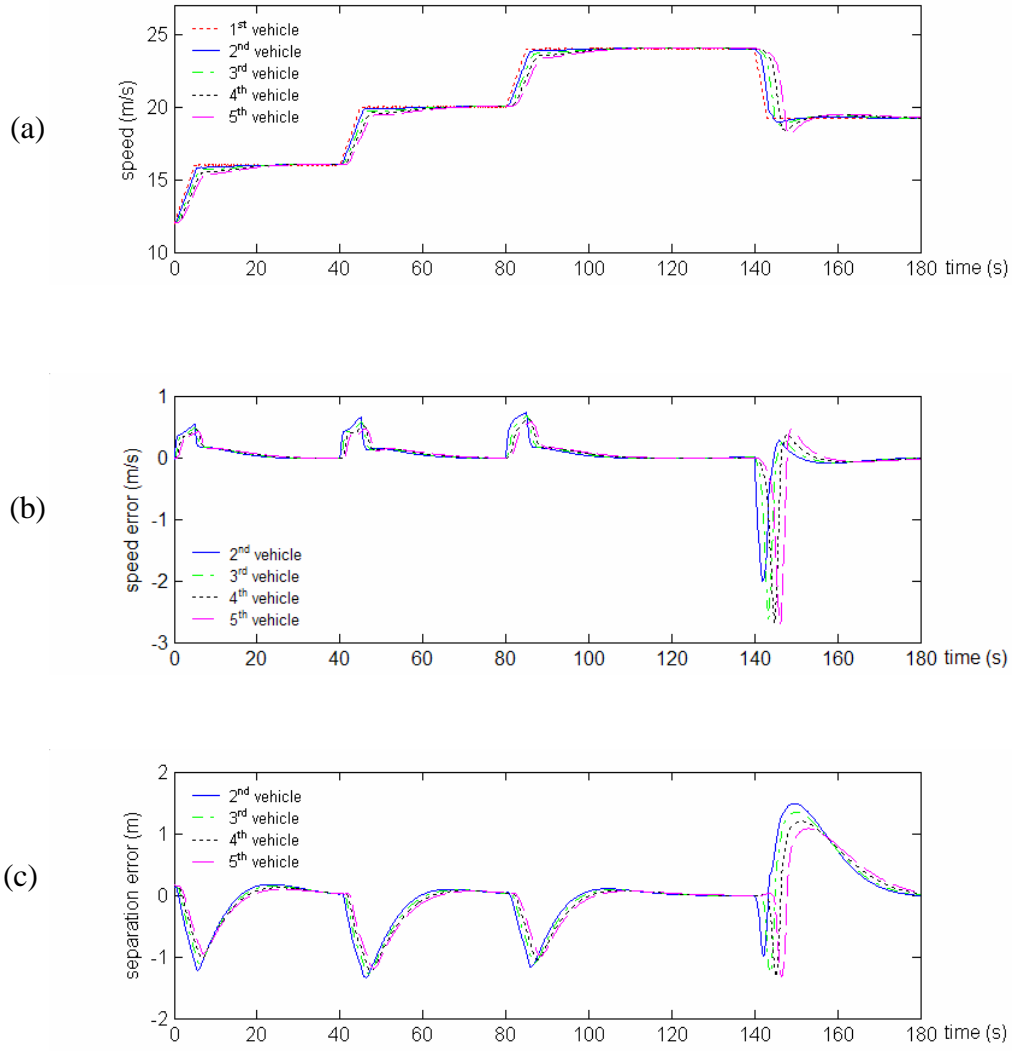 (a)
speed (m/s)
25
20
15
10
1st vehicle
2nd vehicle
3rd vehicle
4th vehicle
5th vehicle
0 20 40 60 80 100 120 140 160 180 time (s)
(b)
speed error (m/s)
1
0
-1
-2
-3
2nd vehicle
3rd vehicle
4th vehicle
5th vehicle
0 20 40 60 80 100 120 140 160 180 time (s)
(c)
separation error (m)
2
1
0
-1
-2
2nd vehicle
3rd vehicle
4th vehicle
5th vehicle
0 20 40 60 80 100 120 140 160 180 time (s)